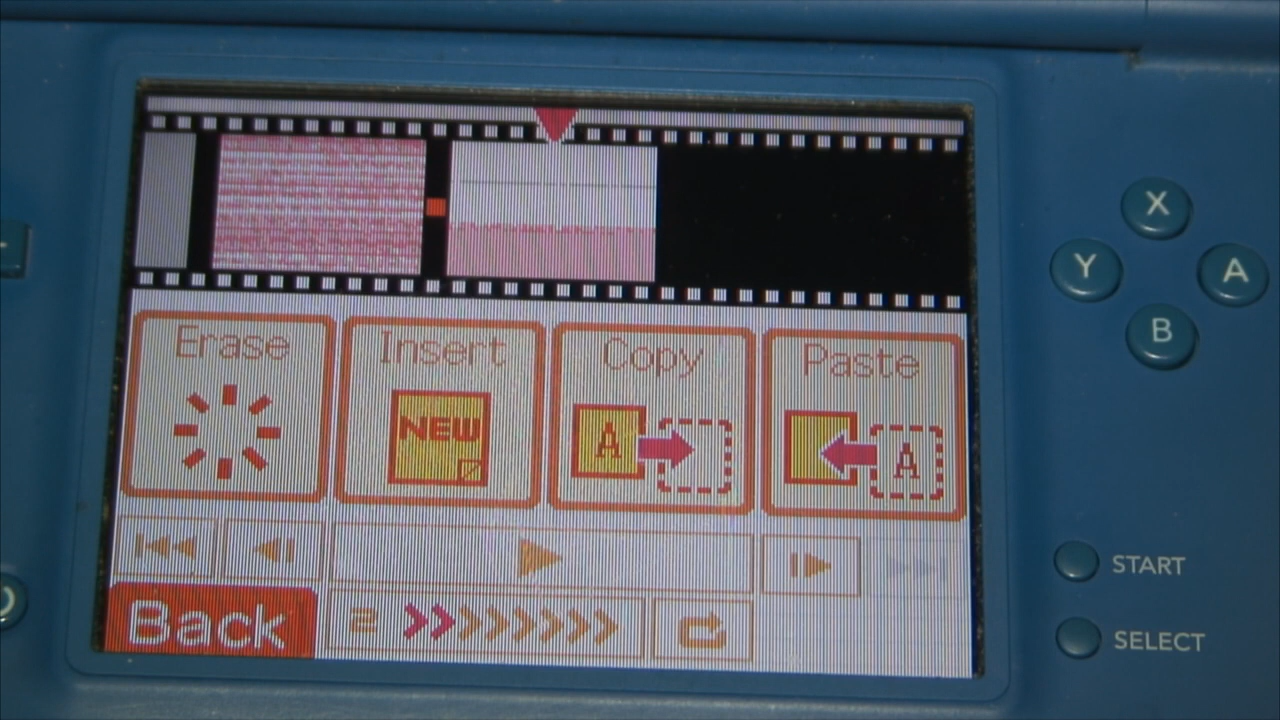 Erase Insert Copy Paste
NEW A A
2
Back
X
Y A
B
START
SELECT